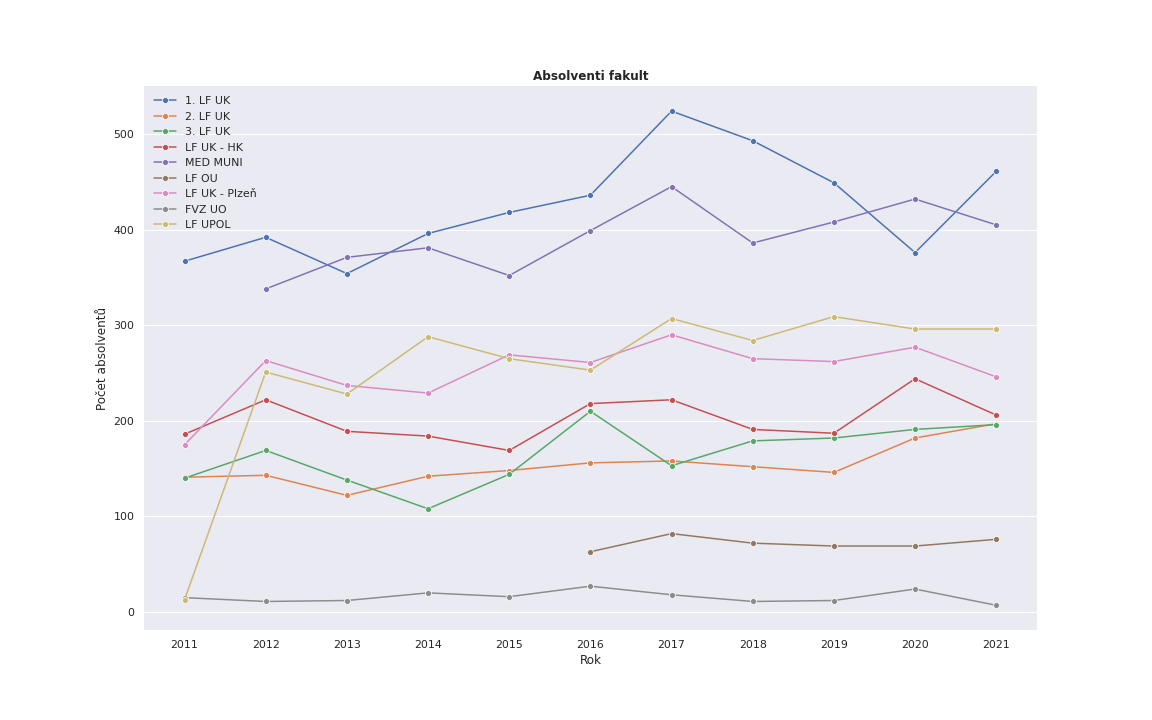 Absolventi fakult
1. LF UK
2. LF UK
3. LF UK
LF UK - HK
MED MUNI
LF OU
LF UK - Plzeň
FVZ UO
LF UPOL
500
400
300
200
100
0
Počet absolventů
2011 2012 2013 2014 2015 2016 2017 2018 2019 2020 2021
Rok